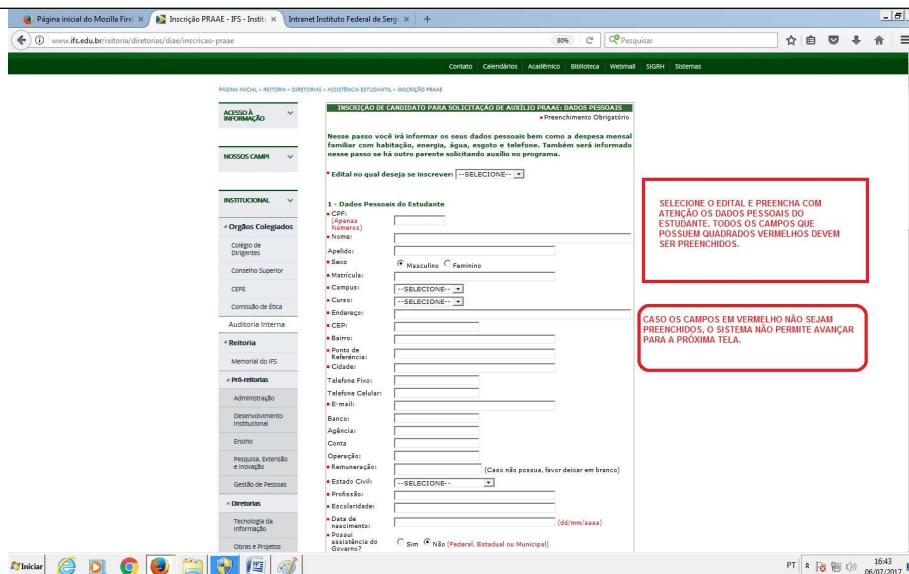 Página inicial do Mozilla Firef
Inscrição PRAAE - IFS - Instit
Intranet Instituto Federal de Serg
www.ifs.edu.br/reitoria/diretorias/diae/inscricao-praae
80%
Pesquisar
Contato Calendários Acadêmico Biblioteca Webmail SIGRH Sistemas
PÁGINA INICIAL > REITORIA > DIRETORIAS > ASSISTÊNCIA ESTUDANTIL > INSCRIÇÃO PRAAE
ACESSO À
INFORMAÇÃO
NOSSOS CAMPI
INSTITUCIONAL
Orgãos Colegiados
Colégio de
Dirigentes
Conselho Superior
CEPE
Comissão de Ética
Auditoria Interna
Reitoria
Memorial do IFS
Pró-reitorias
Administração
Desenvolvimento
Institucional
Ensino
Pesquisa, Extensão
e Inovação
Gestão de Pessoas
Diretorias
Tecnologia da
Informação
Obras e Projetos
INSCRIÇÃO DE CANDIDATO PARA SOLICITAÇÃO DE AUXÍLIO PRAAE: DADOS PESSOAIS
Preenchimento Obrigatório
Nesse passo você irá informar os seus dados pessoais bem como a despesa mensal
familiar com habitação, energia, água, esgoto e telefone. Também será informado
nesse passo se há outro parente solicitando auxílio no programa.
Edital no qual deseja se inscrever: --SELECIONE--
1 - Dados Pessoais do Estudante
CPF:
(Apenas
Números)
Nome:
Apelido:
Sexo Masculino Feminino
Matrícula:
Campus: --SELECIONE--
Curso: --SELECIONE--
Endereço:
CEP:
Bairro:
Ponto de
Referência:
Cidade:
Telefone Fixo:
Telefone Celular:
E-mail:
Banco:
Agência:
Conta
Operação:
Remuneração: (Caso não possua, favor deixar em branco)
Estado Civil: --SELECIONE--
Profissão:
Escolaridade:
Data de
nascimento: (dd/mm/aaaa)
Possui
assistência do
Governo? Sim Não (Federal, Estadual ou Municipal)
SELECIONE O EDITAL E PREENCHA COM
ATENÇÃO OS DADOS PESSOAIS DO
ESTUDANTE. TODOS OS CAMPOS QUE
POSSUEM QUADRADOS VERMELHOS DEVEM
SER PREENCHIDOS.
CASO OS CAMPOS EM VERMELHO NÃO SEJAM
PREENCHIDOS, O SISTEMA NÃO PERMITE AVANÇAR
PARA A PRÓXIMA TELA.
Iniciar
PT
16:43
06/07/2017